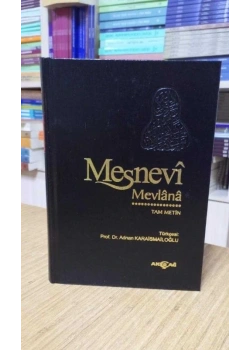 Mesnevî
Mevlânâ
TAM METİN
Türkçesi:
Prof. Dr. Adnan KARAİSMAİLOĞLU
AKÇAĞ